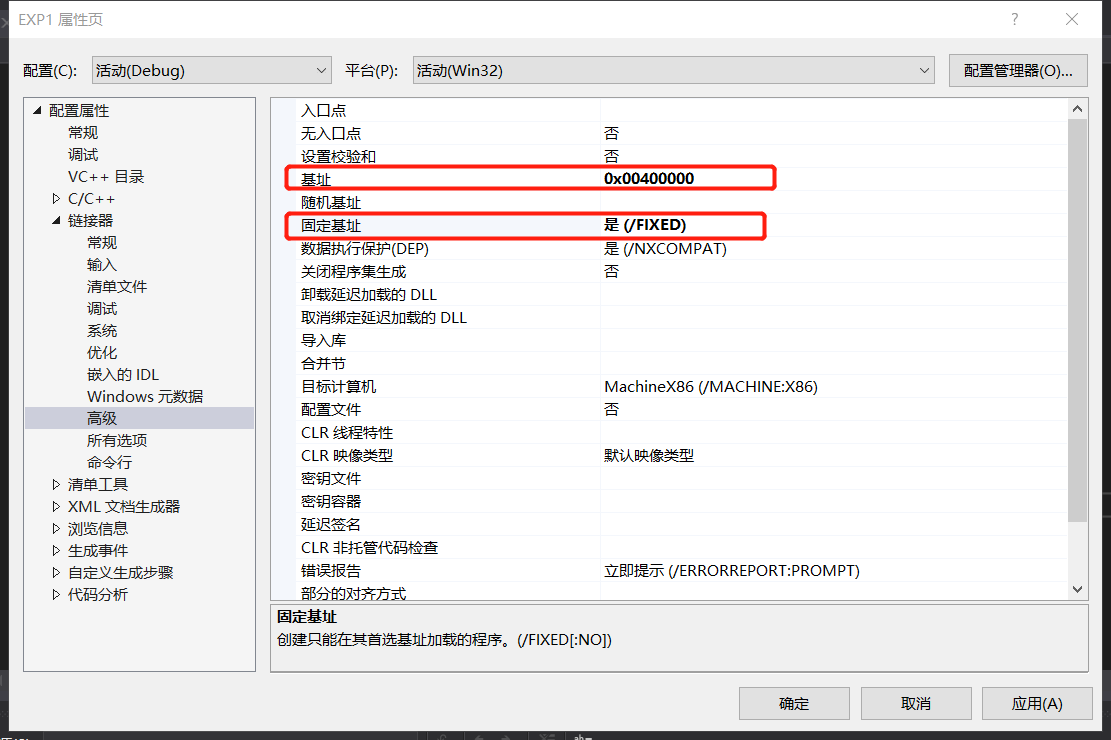 EXP1 属性页
配置(C): 活动(Debug) 平台(P): 活动(Win32) 配置管理器(O)...
配置属性
常规
调试
VC++ 目录
C/C++
链接器
常规
输入
清单文件
调试
系统
优化
嵌入的 IDL
Windows 元数据
高级
所有选项
命令行
清单工具
XML 文档生成器
浏览信息
生成事件
自定义生成步骤
代码分析
入口点
无入口点 否
设置校验和 否
基址 0x00400000
随机基址
固定基址 是 (/FIXED)
数据执行保护(DEP) 是 (/NXCOMPAT)
关闭程序集生成 否
卸载延迟加载的 DLL
取消绑定延迟加载的 DLL
导入库
合并节
目标计算机 MachineX86 (/MACHINE:X86)
配置文件 否
CLR 线程特性
CLR 映像类型 默认映像类型
密钥文件
密钥容器
延迟签名
CLR 非托管代码检查
错误报告 立即提示 (/ERRORREPORT:PROMPT)
部分的对齐方式
固定基址
创建只能在其首选基址加载的程序。(/FIXED[:NO])
确定 取消 应用(A)